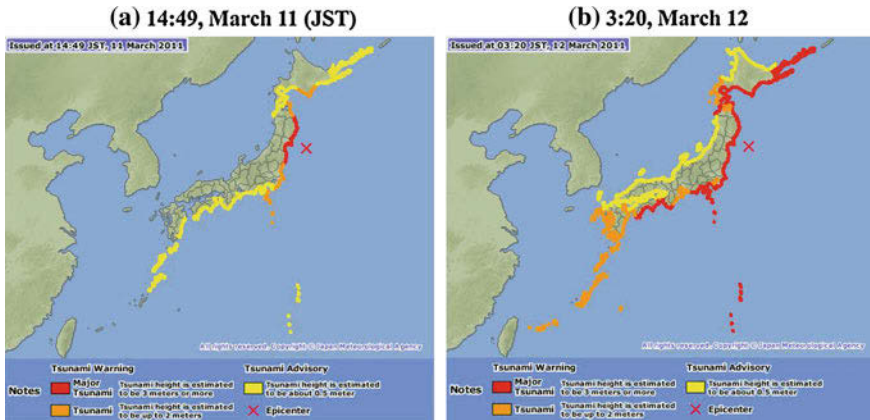 (a) 14:49, March 11 (JST)
Issued at 14:49 JST, 11 March 2011
All rights reserved. Copyright © Japan Meteorological Agency
Tsunami Warning
Tsunami Advisory
Notes
Major Tsunami
Tsunami height is estimated
to be 3 meters or more
Tsunami height is estimated
to be about 0.5 meter
Tsunami
Tsunami height is estimated
to be up to 2 meters
Epicenter
(b) 3:20, March 12
Issued at 03:20 JST, 12 March 2011
All rights reserved. Copyright © Japan Meteorological Agency
Tsunami Warning
Tsunami Advisory
Notes
Major Tsunami
Tsunami height is estimated
to be 3 meters or more
Tsunami height is estimated
to be about 0.5 meter
Tsunami
Tsunami height is estimated
to be up to 2 meters
Epicenter